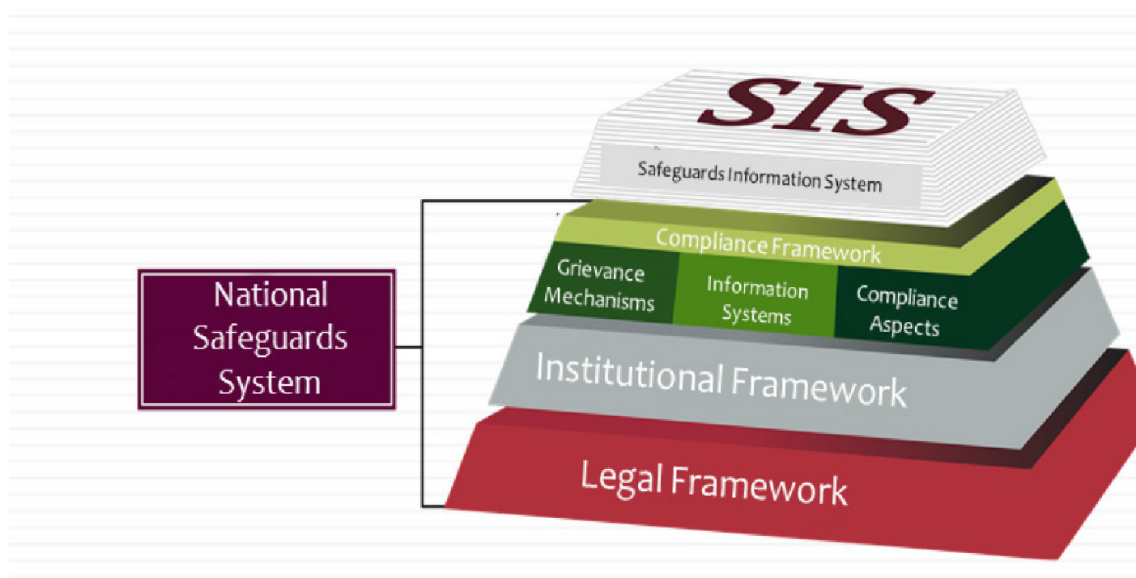 SIS
Safeguards Information System
Compliance Framework
Grievance
Mechanisms
Information
Systems
Compliance
Aspects
National
Safeguards
System
Institutional Framework
Legal Framework